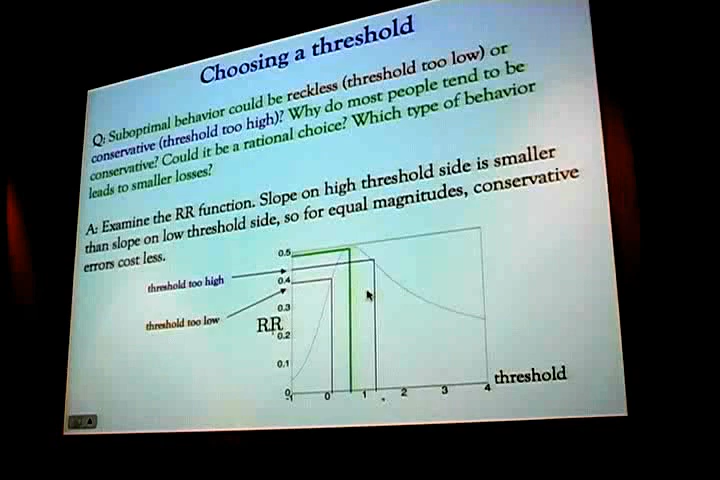 Choosing a threshold
Q: Suboptimal behavior could be reckless (threshold too low) or
conservative (threshold too high)? Why do most people tend to be
conservative? Could it be a rational choice? Which type of behavior
leads to smaller losses?
A: Examine the RR function. Slope on high threshold side is smaller
than slope on low threshold side, so for equal magnitudes, conservative
errors cost less.
threshold too high
threshold too low
RR
0.5
0.4
0.3
0.2
0.1
0
-1 0 1 2 3 4
threshold